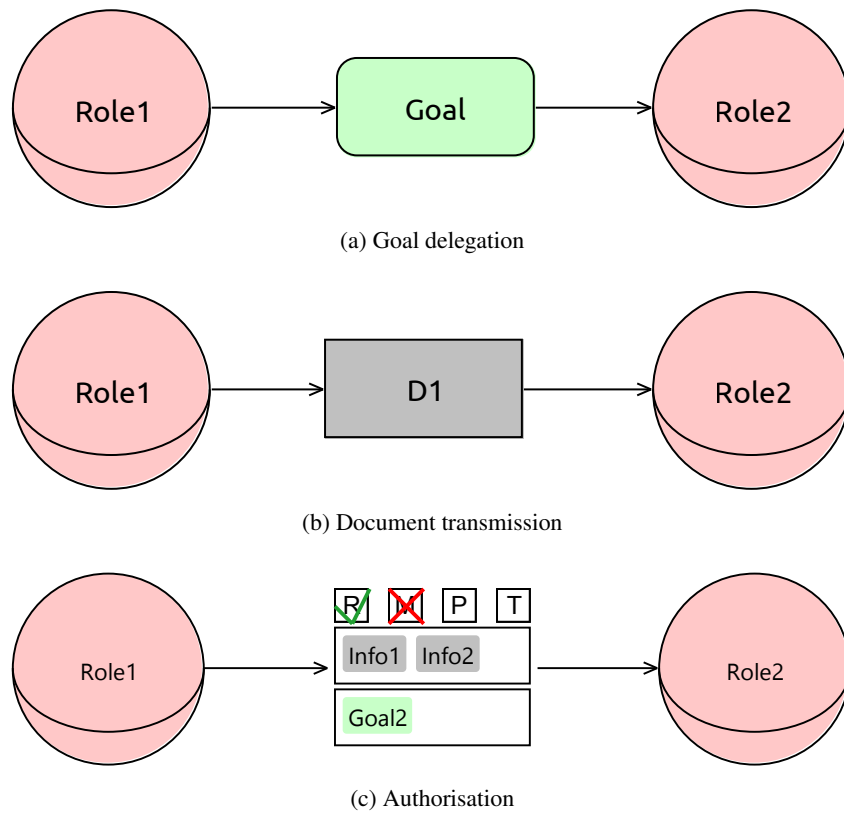 Role1 Goal Role2
(a) Goal delegation
Role1 D1 Role2
(b) Document transmission
R M P T
Info1 Info2
Role1 Role2
Goal2
(c) Authorisation